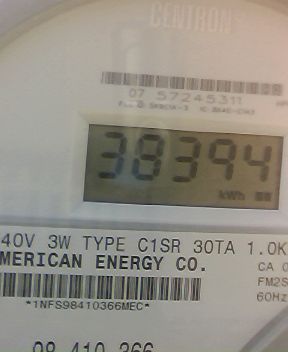 CENTRON
07 57245311
38394
kWh
40V 3W TYPE C1SR 30TA 1.0K
MERICAN ENERGY CO.
CA 0
FM2S
60Hz
*1NFS98410366MEC*
98 410 366